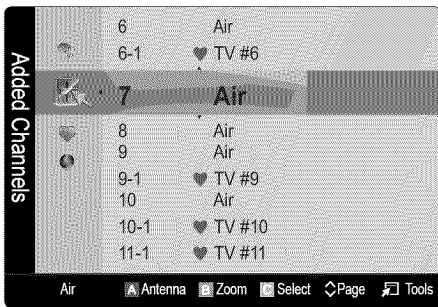 Added Channels
6 Air
6-1 ♥ TV #6
7 Air
8 Air
9 Air
9-1 ♥ TV #9
10 Air
10-1 ♥ TV #10
11-1 ♥ TV #11
Air A Antenna B Zoom C Select Page Tools